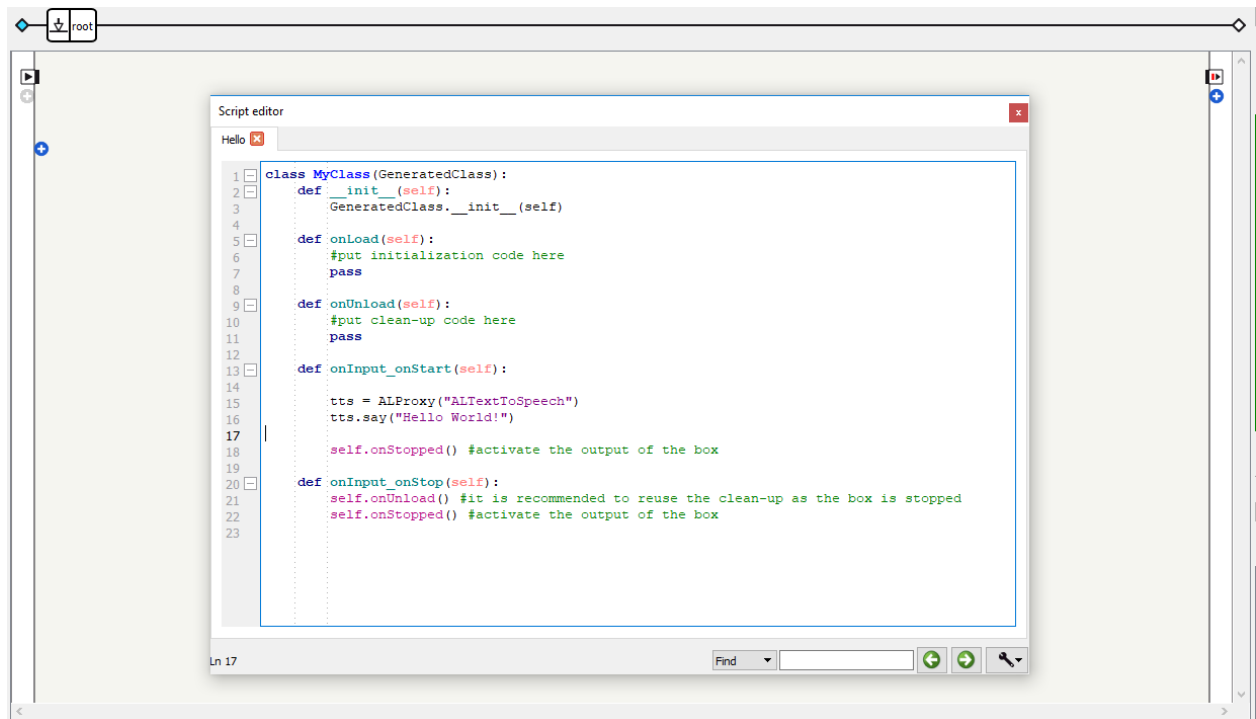 root
Script editor
x
Hello
1 class MyClass(GeneratedClass):
2     def __init__(self):
3         GeneratedClass.__init__(self)
4
5     def onLoad(self):
6         #put initialization code here
7         pass
8
9     def onUnload(self):
10         #put clean-up code here
11         pass
12
13     def onInput_onStart(self):
14
15         tts = ALProxy("ALTextToSpeech")
16         tts.say("Hello World!")
17
18         self.onStopped() #activate the output of the box
19
20     def onInput_onStop(self):
21         self.onUnload() #it is recommended to reuse the clean-up as the box is stopped
22         self.onStopped() #activate the output of the box
23
Ln 17
Find